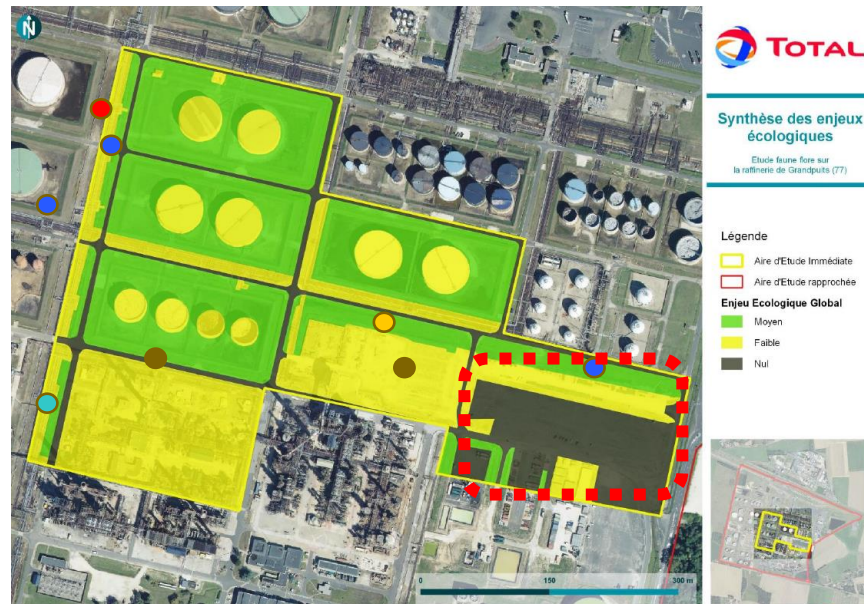 N
TOTAL
Synthèse des enjeux
écologiques
Etude faune flore sur
la raffinerie de Grandpuits (77)
Légende
Aire d'Etude Immédiate
Aire d'Etude rapprochée
Enjeu Ecologique Global
Moyen
Faible
Nul
0
150
300 m